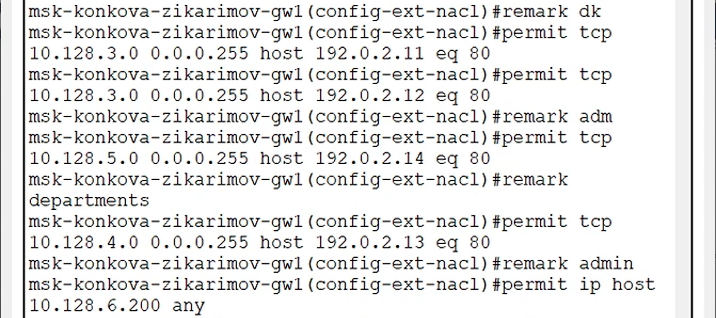 msk-konkova-zikarimov-gw1(config-ext-nacl)#remark dk
msk-konkova-zikarimov-gw1(config-ext-nacl)#permit tcp
10.128.3.0 0.0.0.255 host 192.0.2.11 eq 80
msk-konkova-zikarimov-gw1(config-ext-nacl)#permit tcp
10.128.3.0 0.0.0.255 host 192.0.2.12 eq 80
msk-konkova-zikarimov-gw1(config-ext-nacl)#remark adm
msk-konkova-zikarimov-gw1(config-ext-nacl)#permit tcp
10.128.5.0 0.0.0.255 host 192.0.2.14 eq 80
msk-konkova-zikarimov-gw1(config-ext-nacl)#remark
departments
msk-konkova-zikarimov-gw1(config-ext-nacl)#permit tcp
10.128.4.0 0.0.0.255 host 192.0.2.13 eq 80
msk-konkova-zikarimov-gw1(config-ext-nacl)#remark admin
msk-konkova-zikarimov-gw1(config-ext-nacl)#permit ip host
10.128.6.200 any